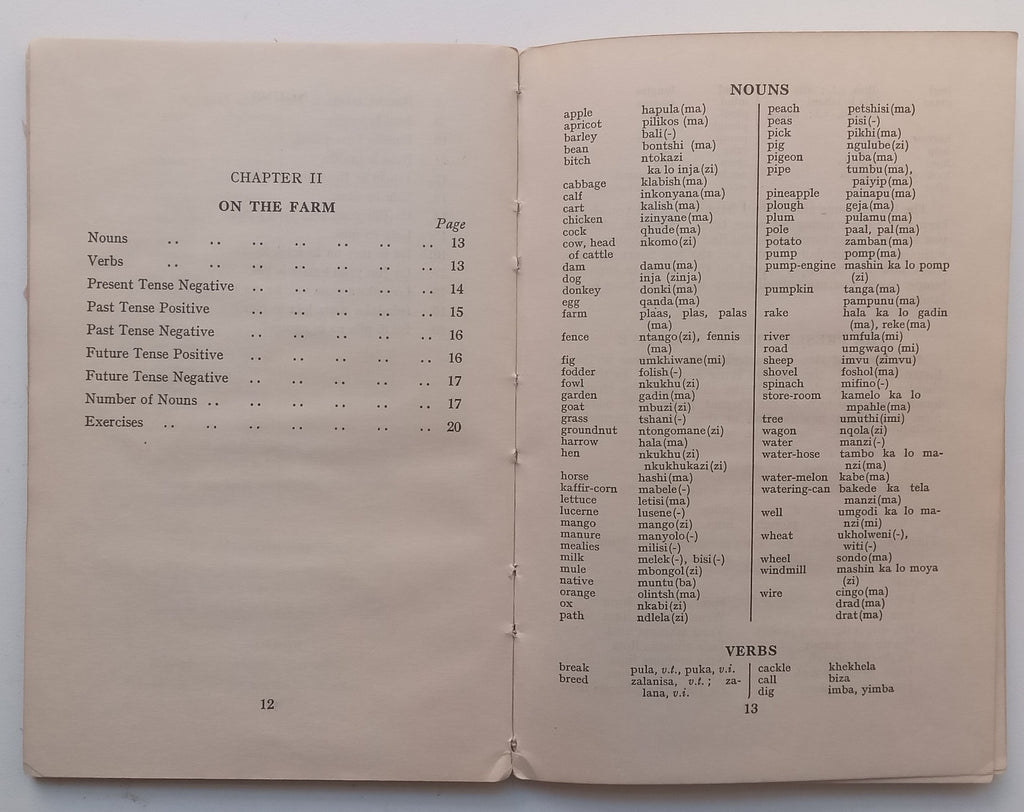 CHAPTER II
ON THE FARM
Page
Nouns .. .. .. .. .. .. .. 13
Verbs .. .. .. .. .. .. .. 13
Present Tense Negative .. .. .. .. .. 14
Past Tense Positive .. .. .. .. .. 15
Past Tense Negative .. .. .. .. .. 16
Future Tense Positive .. .. .. .. .. 16
Future Tense Negative .. .. .. .. .. 17
Number of Nouns .. .. .. .. .. .. 17
Exercises .. .. .. .. .. .. .. 20
12
NOUNS
apple hapula(ma)
apricot pilikos (ma)
barley bali(-)
bean bontshi (ma)
bitch ntokazi
ka lo inja(zi)
cabbage klabish(ma)
calf inkonyana(ma)
cart kalish(ma)
chicken izinyane(ma)
cock qhude(ma)
cow, head nkomo(zi)
of cattle
dam damu(ma)
dog inja (zinja)
donkey donki(ma)
egg qanda(ma)
farm plaas, plas, palas
(ma)
fence ntango(zi), fennis
(ma)
fig umkhiwane(mi)
fodder folish(-)
fowl nkukhu(zi)
garden gadin(ma)
goat mbuzi(zi)
grass tshani(-)
groundnut ntongomane(zi)
harrow hala(ma)
hen nkukhu(zi)
nkukhukazi(zi)
horse hashi(ma)
kaffir-corn mabele(-)
lettuce letisi(ma)
lucerne lusene(-)
mango mango(zi)
manure manyolo(-)
mealies milisi(-)
milk melek(-), bisi(-)
mule mbongol(zi)
native muntu(ba)
orange olintsh(ma)
ox nkabi(zi)
path ndlela(zi)
peach petshisi(ma)
peas pisi(-)
pick pikhi(ma)
pig ngulube(zi)
pigeon juba(ma)
pipe tumbu(ma),
paiyip(ma)
pineapple painapu(ma)
plough geja(ma)
plum pulamu(ma)
pole paal, pal(ma)
potato zamban(ma)
pump pomp(ma)
pump-engine mashin ka lo pomp
(zi)
pumpkin tanga(ma)
pampunu(ma)
rake hala ka lo gadin
(ma), reke(ma)
river umfula(mi)
road umgwaqo (mi)
sheep imvu (zimvu)
shovel foshol(ma)
spinach mifino(-)
store-room kamelo ka lo
mpahle(ma)
tree umuthi(imi)
wagon nqola(zi)
water manzi(-)
water-hose tambo ka lo ma-
nzi(ma)
water-melon kabe(ma)
watering-can bakede ka tela
manzi(ma)
well umgodi ka lo ma-
nzi(mi)
wheat ukholweni(-),
witi(-)
wheel sondo(ma)
windmill mashin ka lo moya
(zi)
wire cingo(ma)
drad(ma)
drat(ma)
VERBS
break pula, v.t., puka, v.i.
breed zalanisa, v.t.; za-
lana, v.i.
cackle khekhela
call biza
dig imba, yimba
13